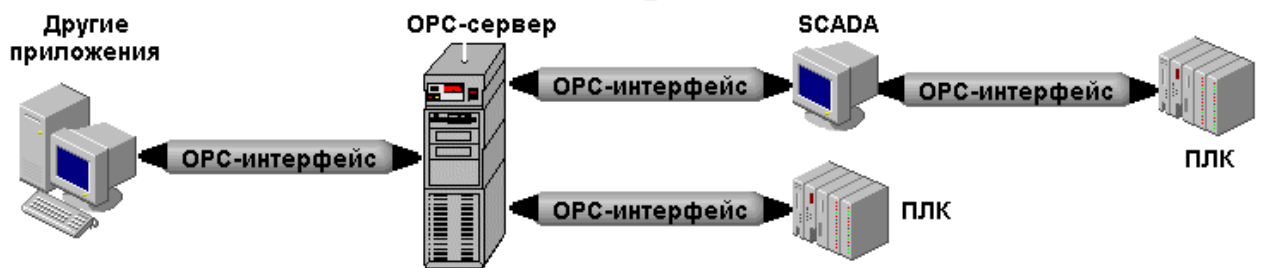 Другие
приложения
OPC-сервер
SCADA
OPC-интерфейс
OPC-интерфейс
OPC-интерфейс
ПЛК
OPC-интерфейс
ПЛК